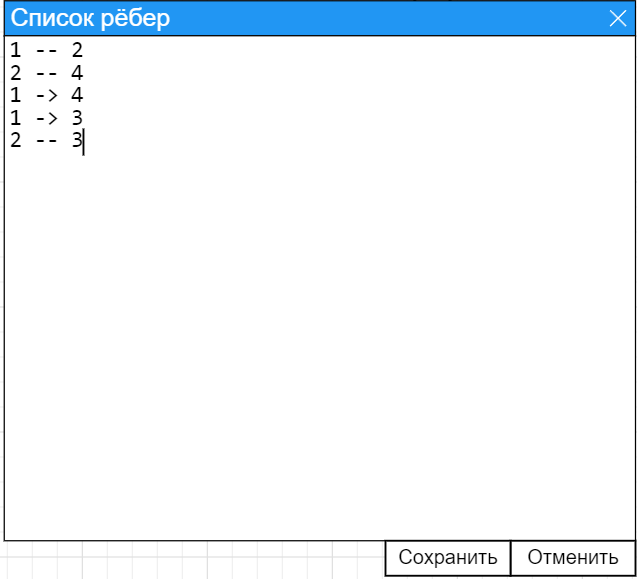 Список рёбер
1 -- 2
2 -- 4
1 -> 4
1 -> 3
2 -- 3
Сохранить
Отменить